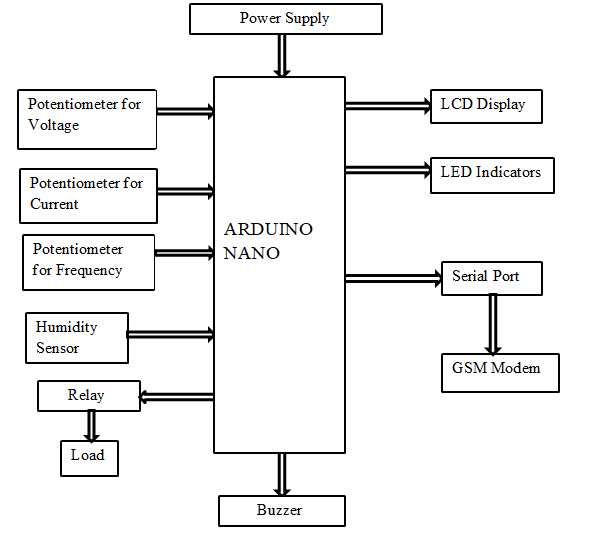 Power Supply
Potentiometer for
Voltage
Potentiometer for
Current
Potentiometer
for Frequency
Humidity
Sensor
Relay
Load
ARDUINO
NANO
LCD Display
LED Indicators
Serial Port
GSM Modem
Buzzer